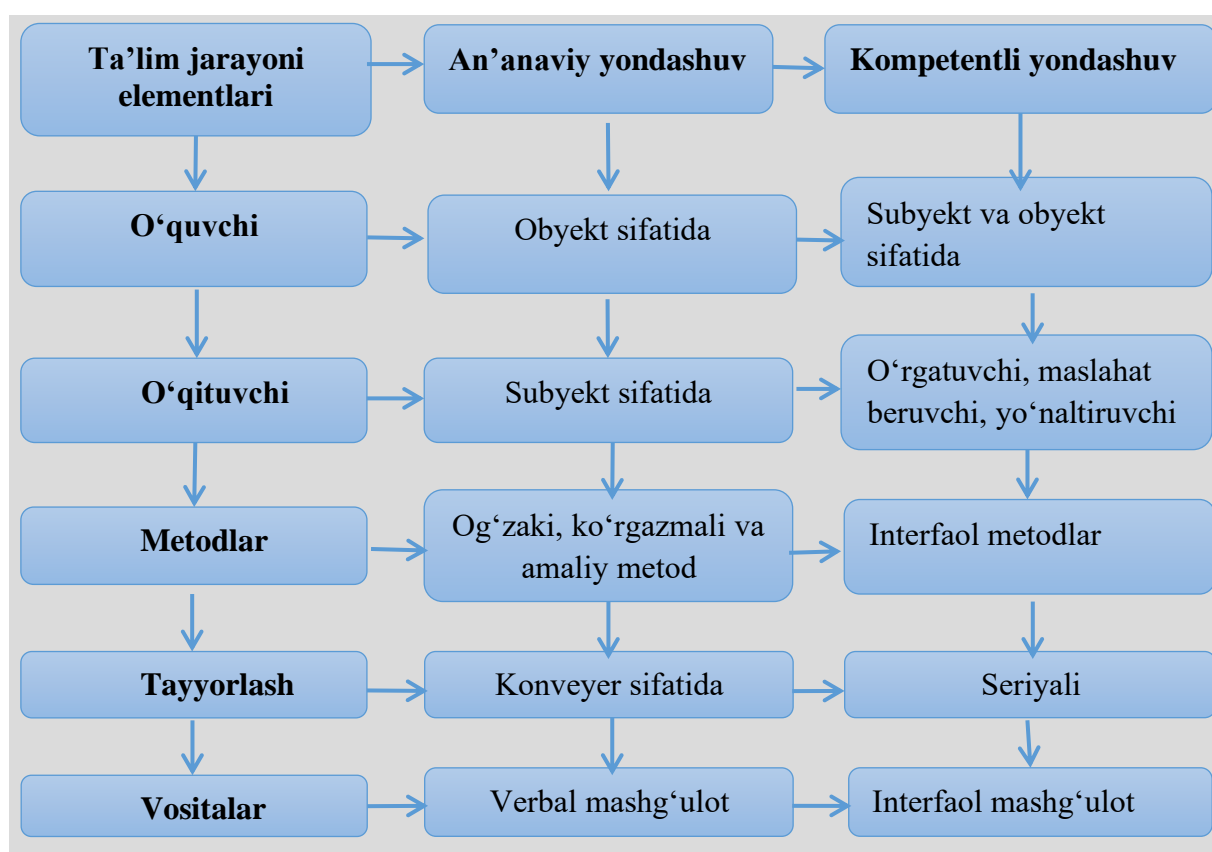 Ta’lim jarayoni
elementlari
An’anaviy yondashuv
Kompetentli yondashuv
O‘quvchi
Obyekt sifatida
Subyekt va obyekt
sifatida
O‘qituvchi
Subyekt sifatida
O‘rgatuvchi, maslahat
beruvchi, yo‘naltiruvchi
Metodlar
Og‘zaki, ko‘rgazmali va
amaliy metod
Interfaol metodlar
Tayyorlash
Konveyer sifatida
Seriyali
Vositalar
Verbal mashg‘ulot
Interfaol mashg‘ulot